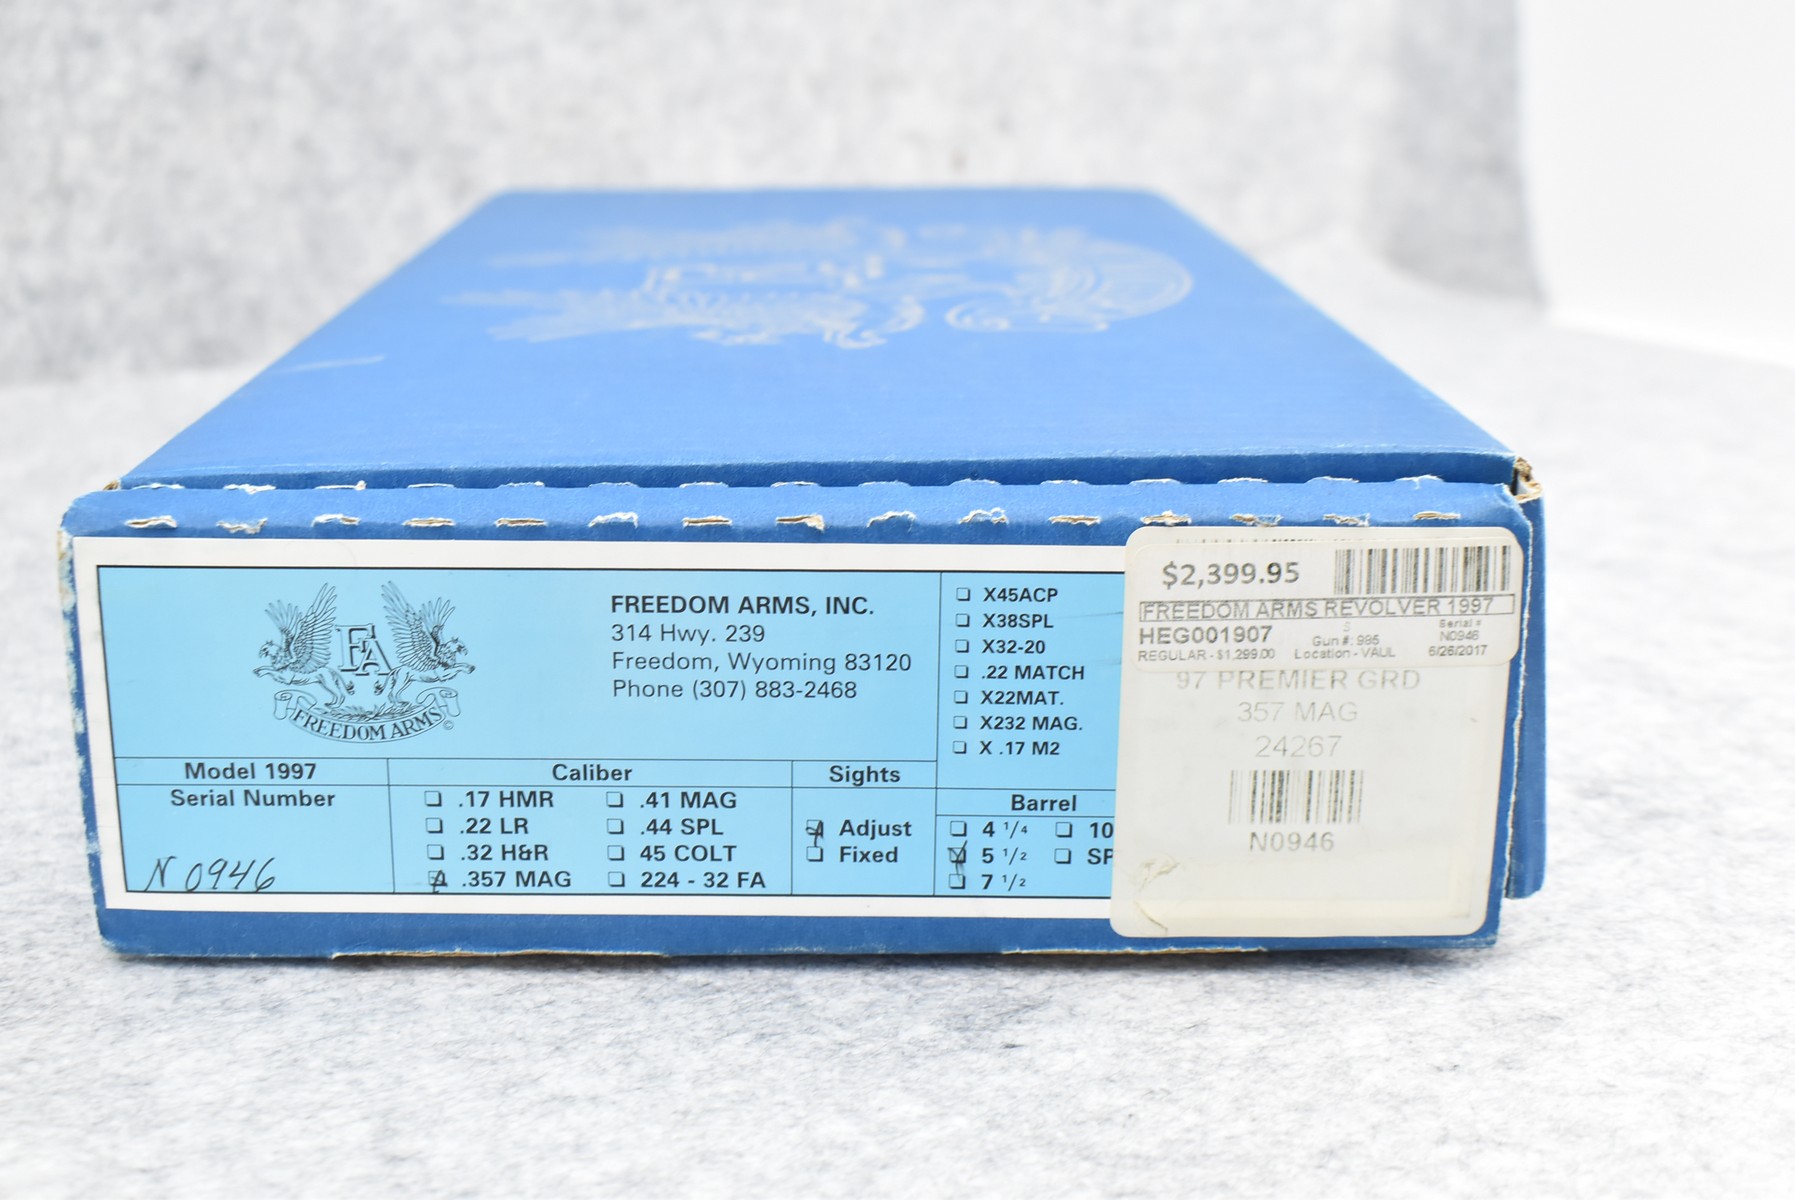 FA
FREEDOM ARMS ©
FREEDOM ARMS, INC.
314 Hwy. 239
Freedom, Wyoming 83120
Phone (307) 883-2468
❏ X45ACP
❏ X38SPL
❏ X32-20
❏ .22 MATCH
❏ X22MAT.
❏ X232 MAG.
❏ X .17 M2
Model 1997
Serial Number
N 0946
Caliber
❏ .17 HMR ❏ .41 MAG
❏ .22 LR ❏ .44 SPL
❏ .32 H&R ❏ 45 COLT
❏ .357 MAG ❏ 224 - 32 FA
Sights
❏ Adjust
❏ Fixed
Barrel
❏ 4 1/4 ❏ 10
❏ 5 1/2 ❏ SP
❏ 7 1/2
$2,399.95
FREEDOM ARMS REVOLVER 1997
HEG001907 S Serial #
Gun #: 995 N0946
REGULAR - $1,299.00 Location - VAUL 6/26/2017
97 PREMIER GRD
357 MAG
24267
N0946